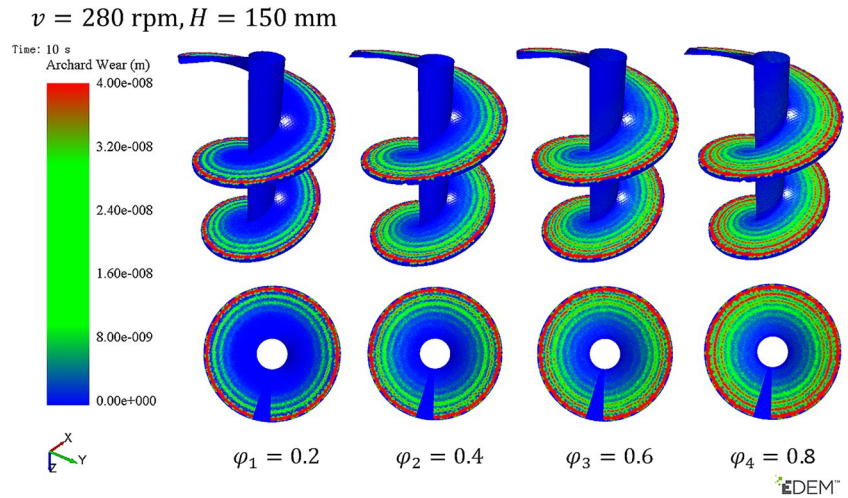 v = 280 rpm, H = 150 mm
Time: 10 s
Archard Wear (m)
4.00e-008
3.20e-008
2.40e-008
1.60e-008
8.00e-009
0.00e+000
X
Y
Z
φ₁ = 0.2
φ₂ = 0.4
φ₃ = 0.6
φ₄ = 0.8
EDEM™